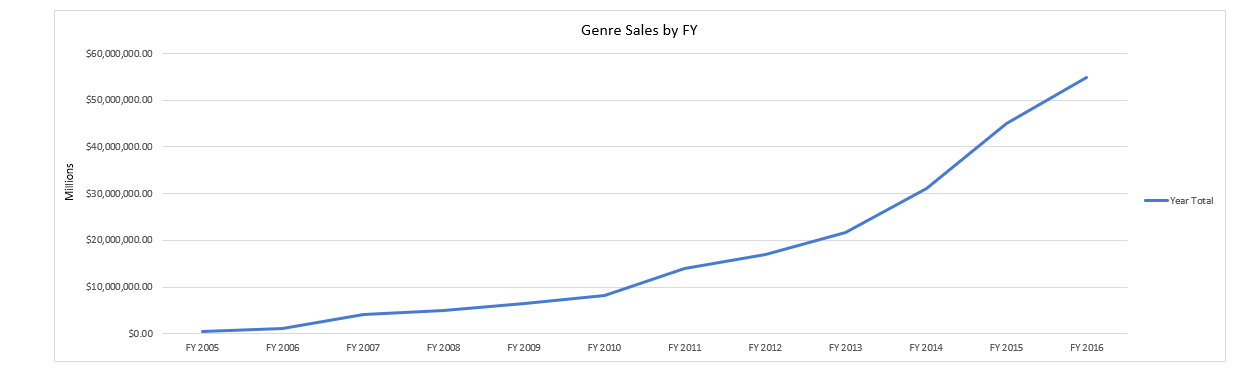 Genre Sales by FY
$60,000,000.00
$50,000,000.00
$40,000,000.00
$30,000,000.00
$20,000,000.00
$10,000,000.00
$0.00
Millions
FY 2005 FY 2006 FY 2007 FY 2008 FY 2009 FY 2010 FY 2011 FY 2012 FY 2013 FY 2014 FY 2015 FY 2016
Year Total